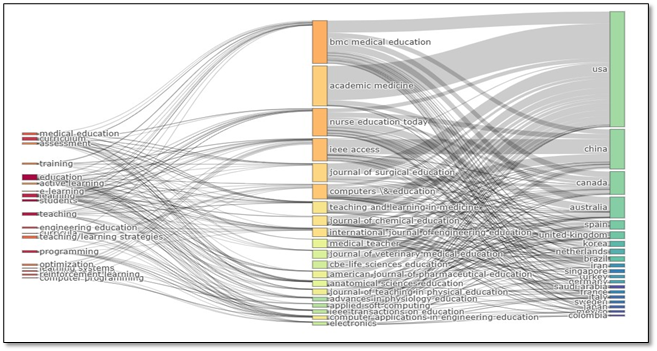 medical education
curriculum
assessment
training
education
active learning
e-learning
learning
students
teaching
engineering education
curricula
teaching/learning strategies
programming
optimization
learning systems
reinforcement learning
computer programming
bmc medical education
academic medicine
nurse education today
ieee access
journal of surgical education
computers \& education
teaching and learning in medicine
journal of chemical education
international journal of engineering education
medical teacher
journal of veterinary medical education
cbe-life sciences education
american journal of pharmaceutical education
anatomical sciences education
journal of teaching in physical education
advances in physiology education
applied soft computing
ieee transactions on education
computer applications in engineering education
electronics
usa
china
canada
australia
spain
united-kingdom
korea
netherlands
brazil
iran
singapore
turkey
germany
saudi-arabia
france
italy
sweden
japan
mexico
colombia